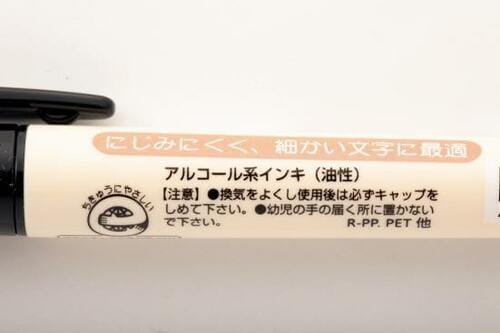 にじみにくく、細かい文字に最適
アルコール系インキ（油性）
【注意】●換気をよくし使用後は必ずキャップを
しめて下さい。●幼児の手の届く所に置かない
で下さい。 R-PP. PET 他
ちきゅうにやさしい